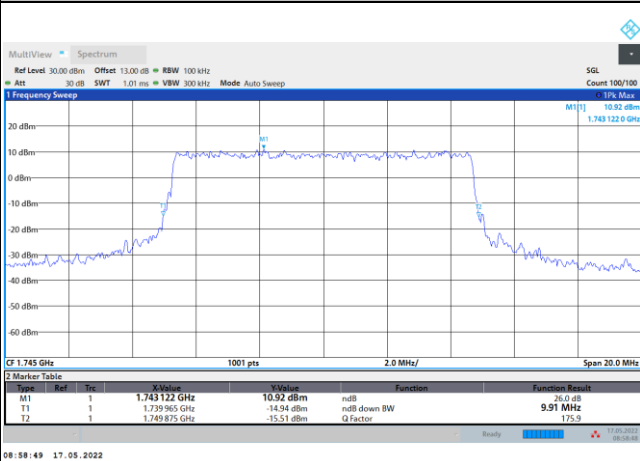 MultiView Spectrum
Ref Level 30.00 dBm Offset 13.00 dB RBW 100 kHz SGL
Att 30 dB SWT 1.01 ms VBW 300 kHz Mode Auto Sweep Count 100/100
1 Frequency Sweep 1Pk Max
M1[1] 10.92 dBm
1.743 122 0 GHz
20 dBm
M1
10 dBm
0 dBm
-10 dBm
T1 T2
-20 dBm
-30 dBm
-40 dBm
-50 dBm
-60 dBm
CF 1.745 GHz 1001 pts 2.0 MHz/ Span 20.0 MHz
2 Marker Table
Type Ref Trc X-Value Y-Value Function Function Result
M1 1 1.743 122 GHz 10.92 dBm ndB 26.0 dB
T1 1 1.739 965 GHz -14.94 dBm ndB down BW 9.91 MHz
T2 1 1.749 875 GHz -15.51 dBm Q Factor 175.9
Ready 17.05.2022
08:58:48
08:58:49 17.05.2022